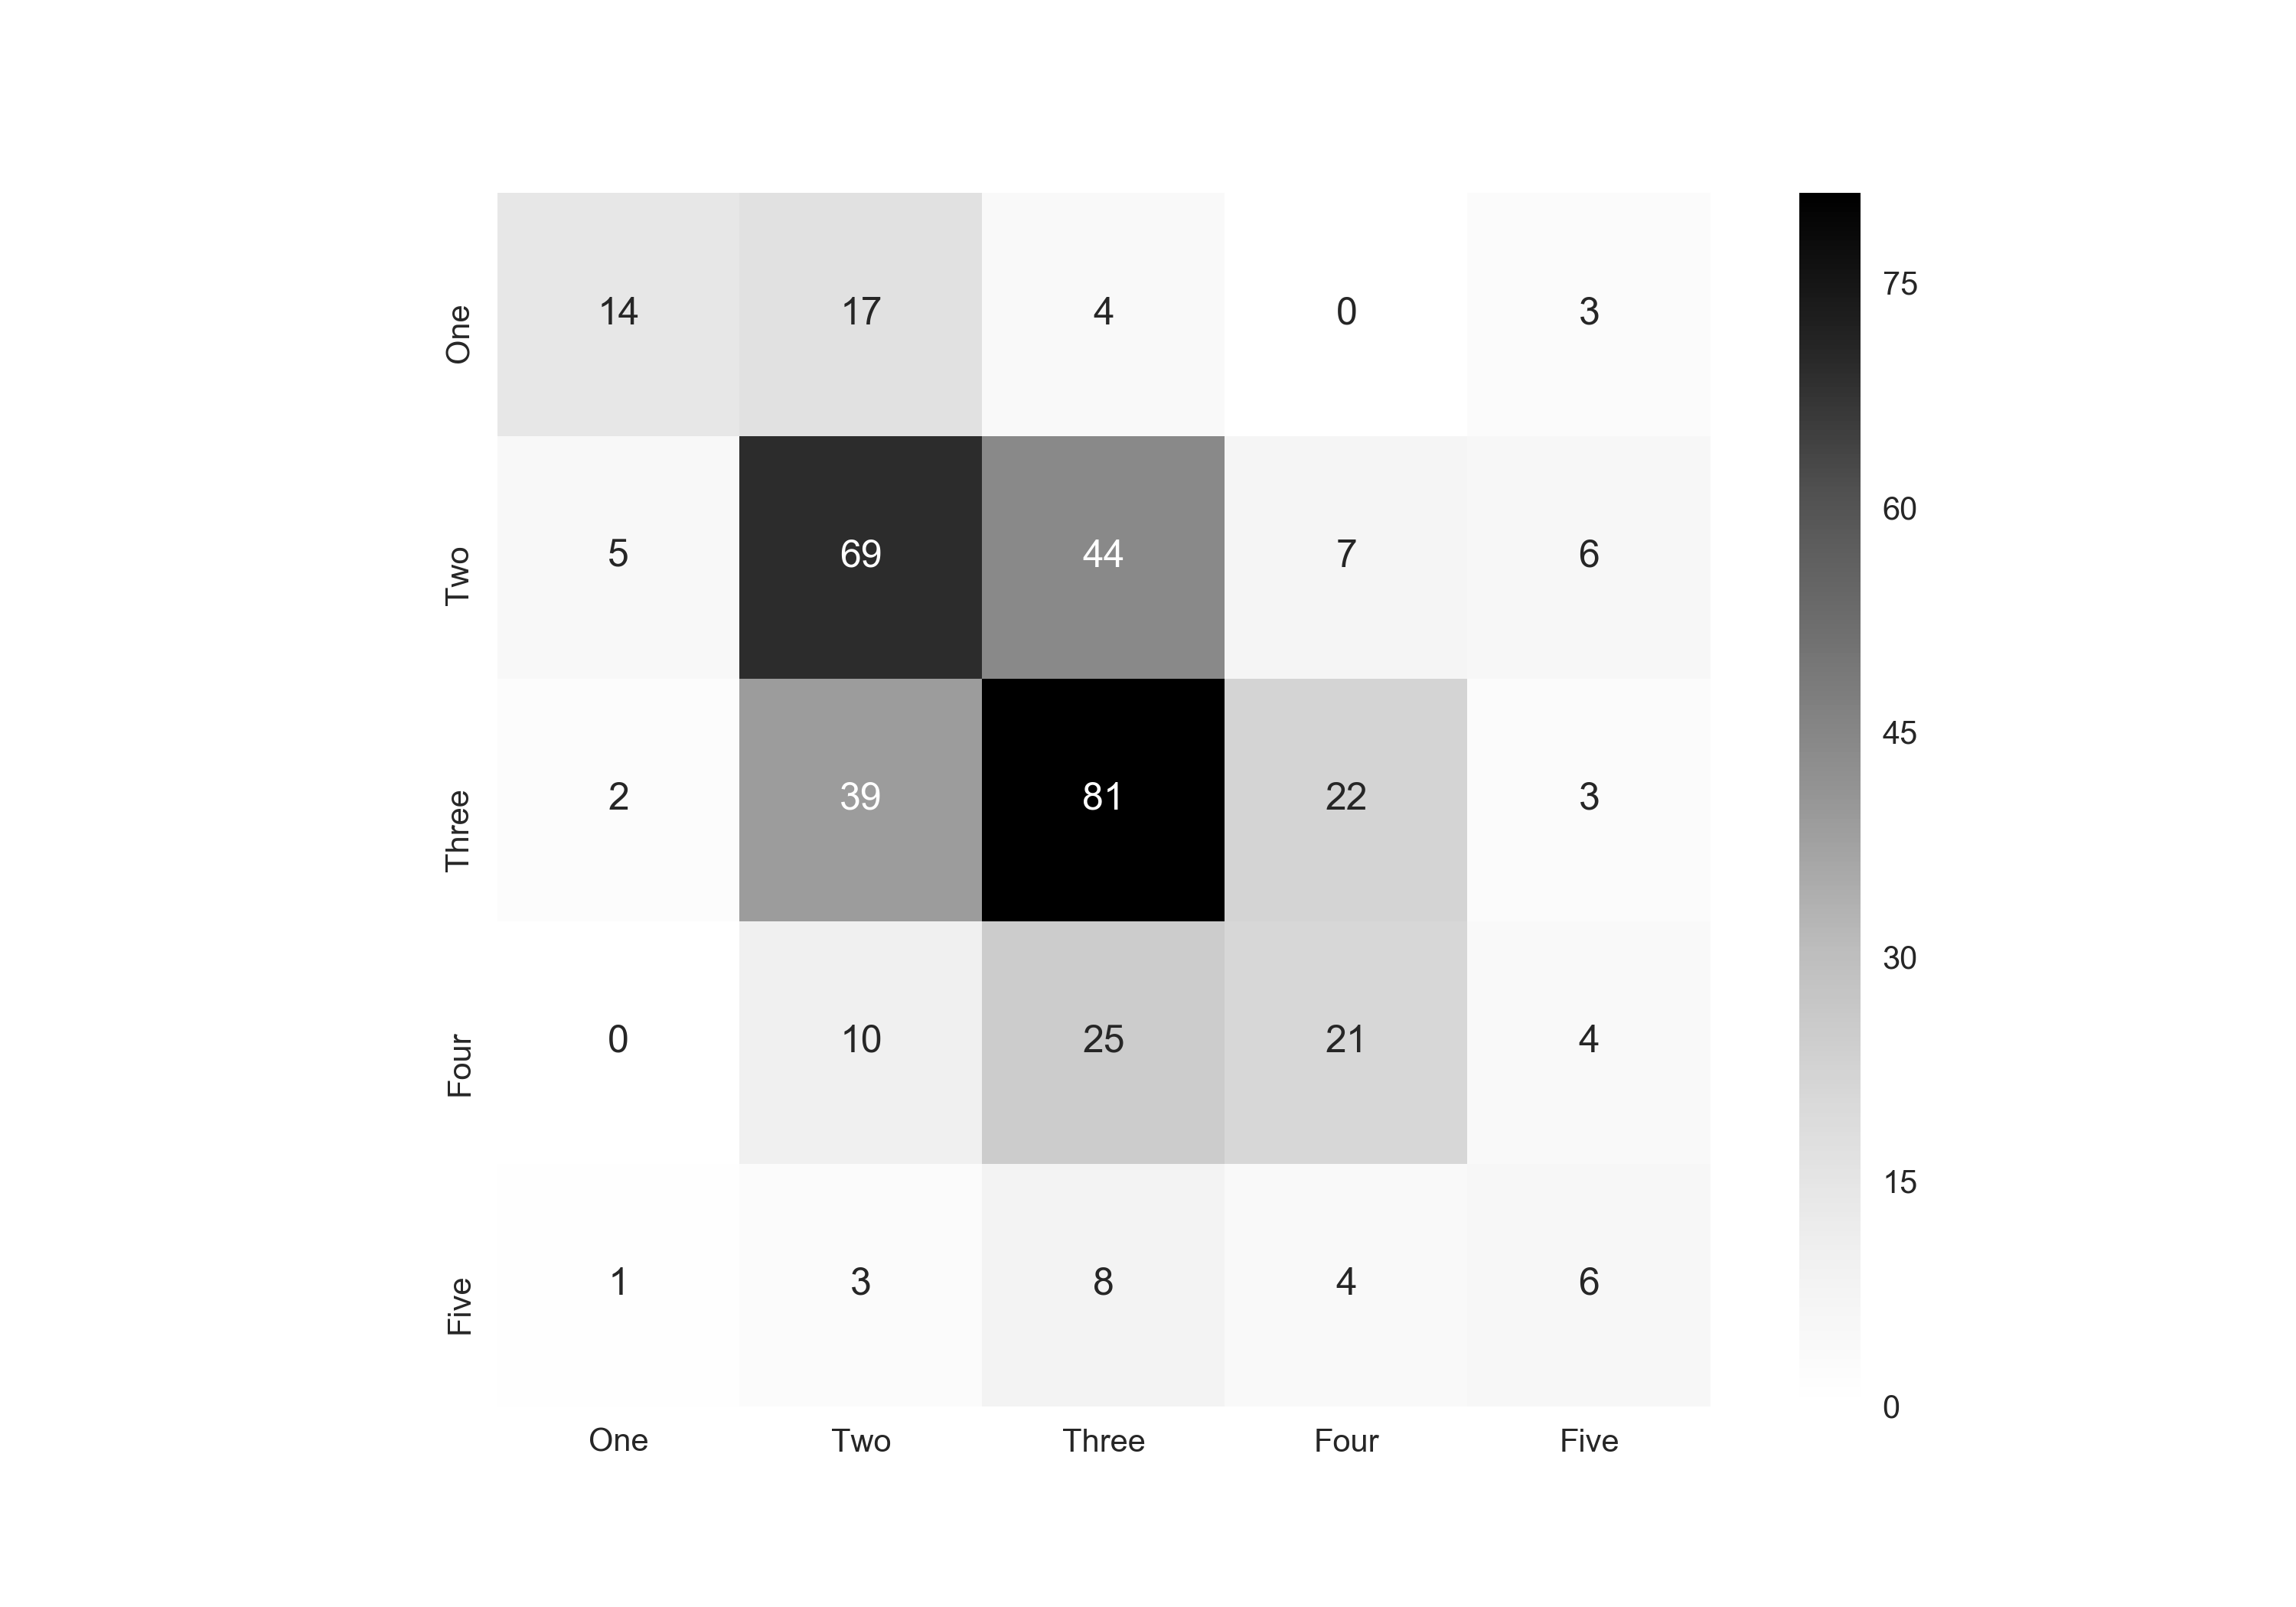 One 14 17 4 0 3
Two 5 69 44 7 6
Three 2 39 81 22 3
Four 0 10 25 21 4
Five 1 3 8 4 6
One Two Three Four Five
75
60
45
30
15
0